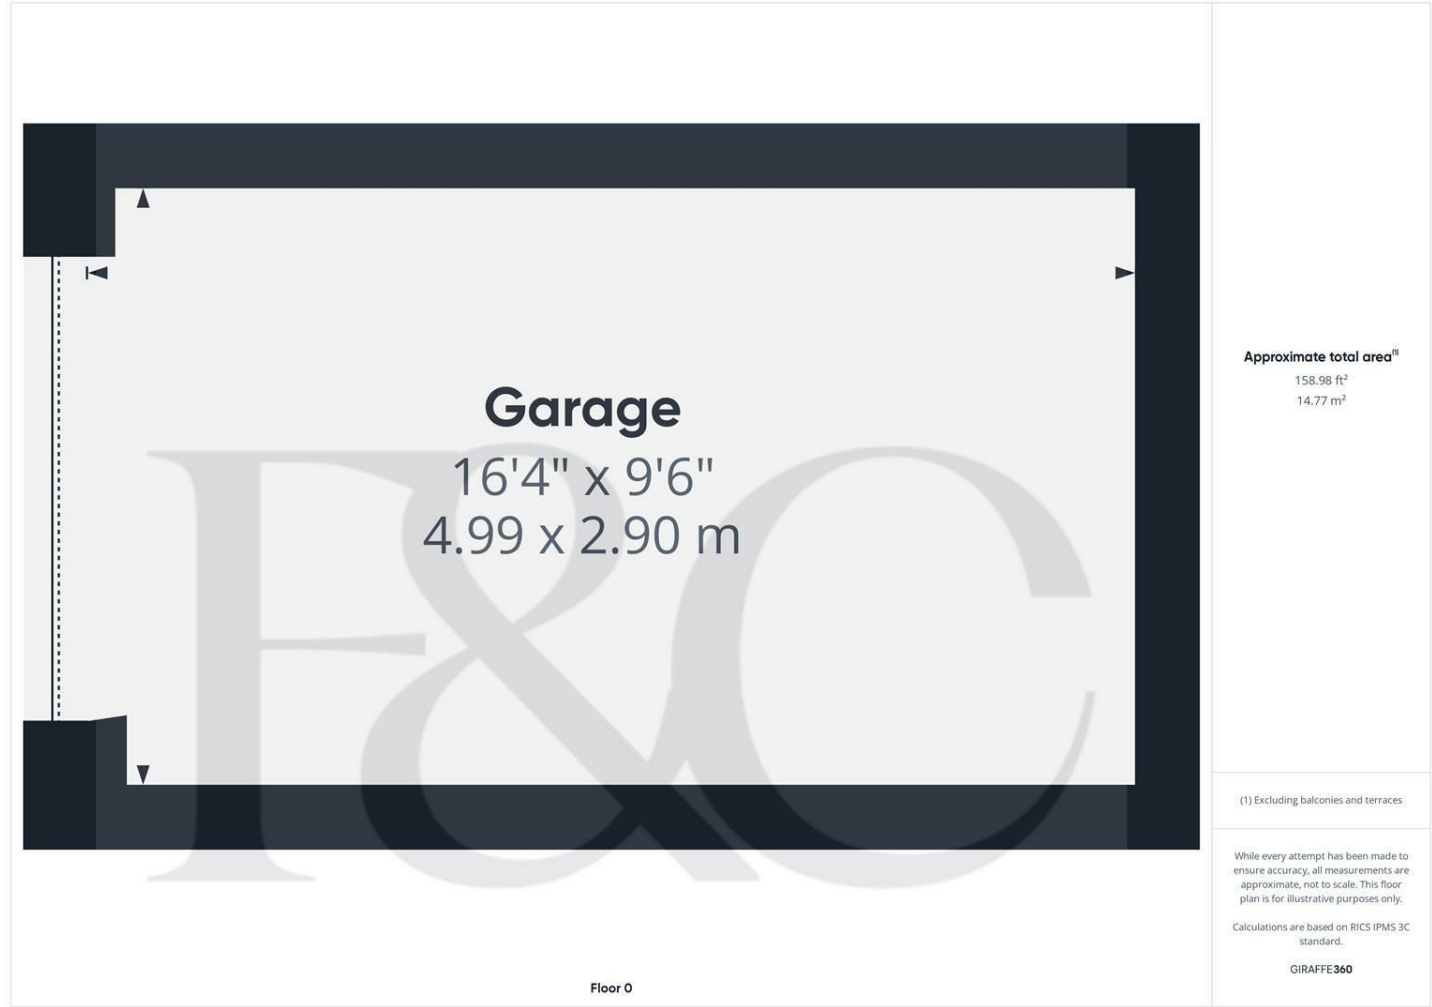 Garage
16'4" x 9'6"
4.99 x 2.90 m
F&C
Floor 0
Approximate total area(1)
158.98 ft²
14.77 m²
(1) Excluding balconies and terraces
While every attempt has been made to
ensure accuracy, all measurements are
approximate, not to scale. This floor
plan is for illustrative purposes only.
Calculations are based on RICS IPMS 3C
standard.
GIRAFFE360